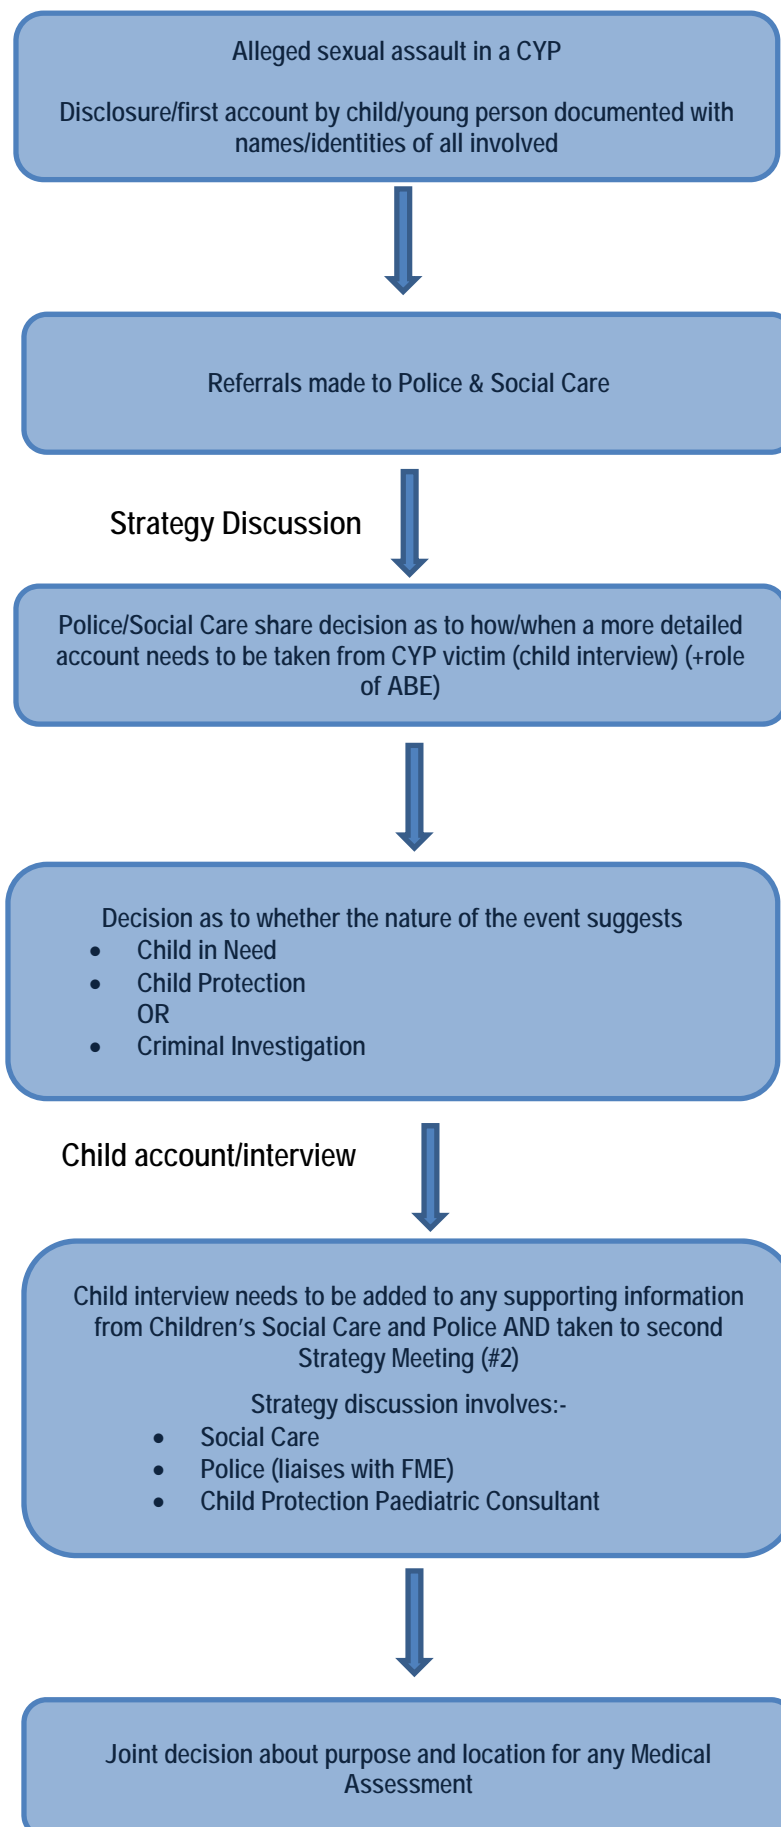 Alleged sexual assault in a CYP
Disclosure/first account by child/young person documented with
names/identities of all involved
Referrals made to Police & Social Care
Strategy Discussion
Police/Social Care share decision as to how/when a more detailed
account needs to be taken from CYP victim (child interview) (+role
of ABE)
Decision as to whether the nature of the event suggests
• Child in Need
• Child Protection
OR
• Criminal Investigation
Child account/interview
Child interview needs to be added to any supporting information
from Children’s Social Care and Police AND taken to second
Strategy Meeting (#2)
Strategy discussion involves:-
• Social Care
• Police (liaises with FME)
• Child Protection Paediatric Consultant
Joint decision about purpose and location for any Medical
Assessment